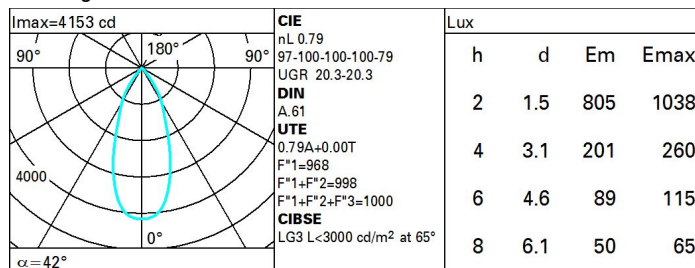 Imax=4153 cd
90° 180° 90°
4000
0°
α=42°
CIE
nL 0.79
97-100-100-100-79
UGR 20.3-20.3
DIN
A.61
UTE
0.79A+0.00T
F"1=968
F"1+F"2=998
F"1+F"2+F"3=1000
CIBSE
LG3 L<3000 cd/m² at 65°
Lux
h d Em Emax
2 1.5 805 1038
4 3.1 201 260
6 4.6 89 115
8 6.1 50 65